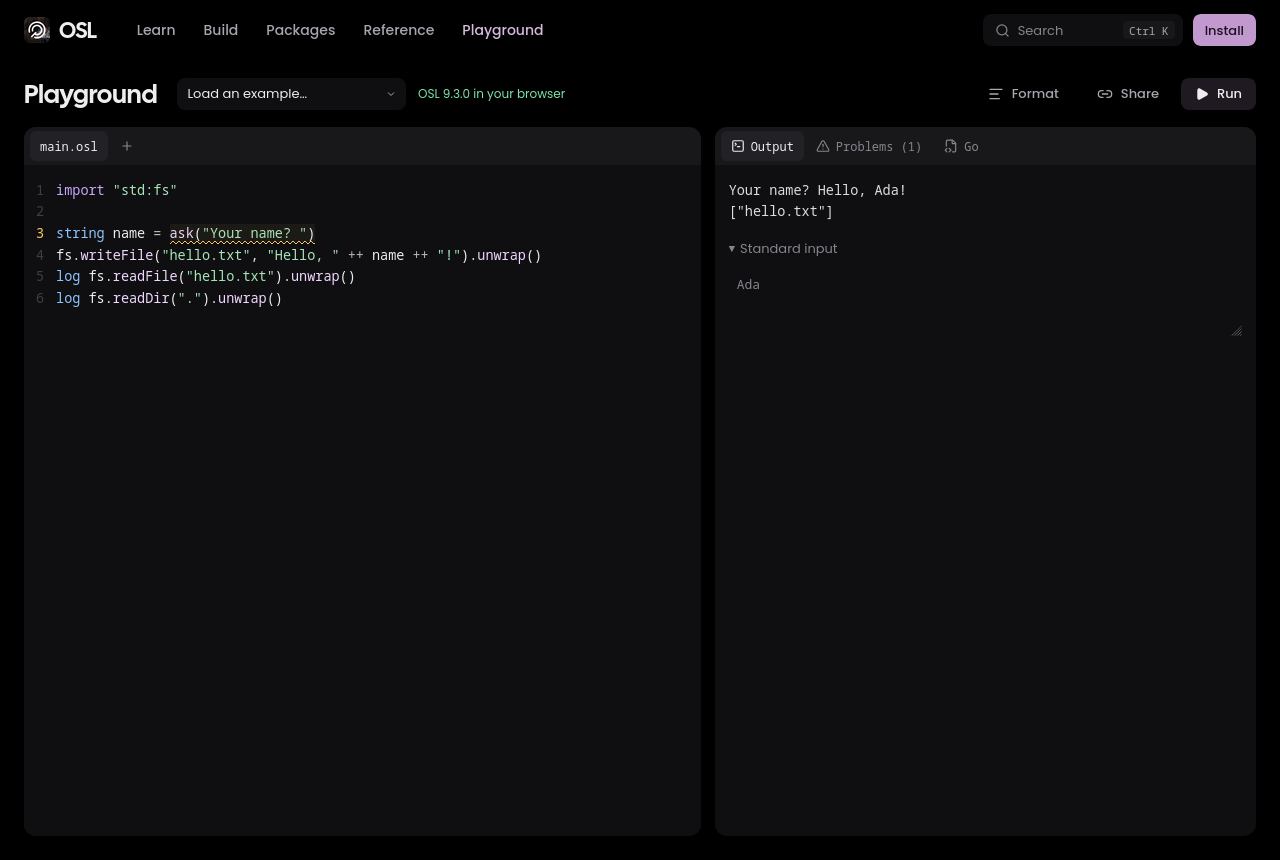 OSL Learn Build Packages Reference Playground Search Ctrl K Install
Playground Load an example… OSL 9.3.0 in your browser Format Share Run
main.osl +
1 import "std:fs"
2
3 string name = ask("Your name? ")
4 fs.writeFile("hello.txt", "Hello, " ++ name ++ "!").unwrap()
5 log fs.readFile("hello.txt").unwrap()
6 log fs.readDir(".").unwrap()
Output Problems (1) Go
Your name? Hello, Ada!
["hello.txt"]
▾ Standard input
Ada